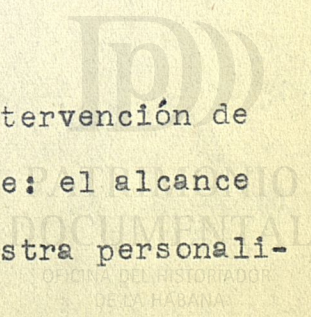 tervención de
e: el alcance
stra personali-
PATRIMONIO
DOCUMENTAL
OFICINA DEL HISTORIADOR
DE LA HABANA